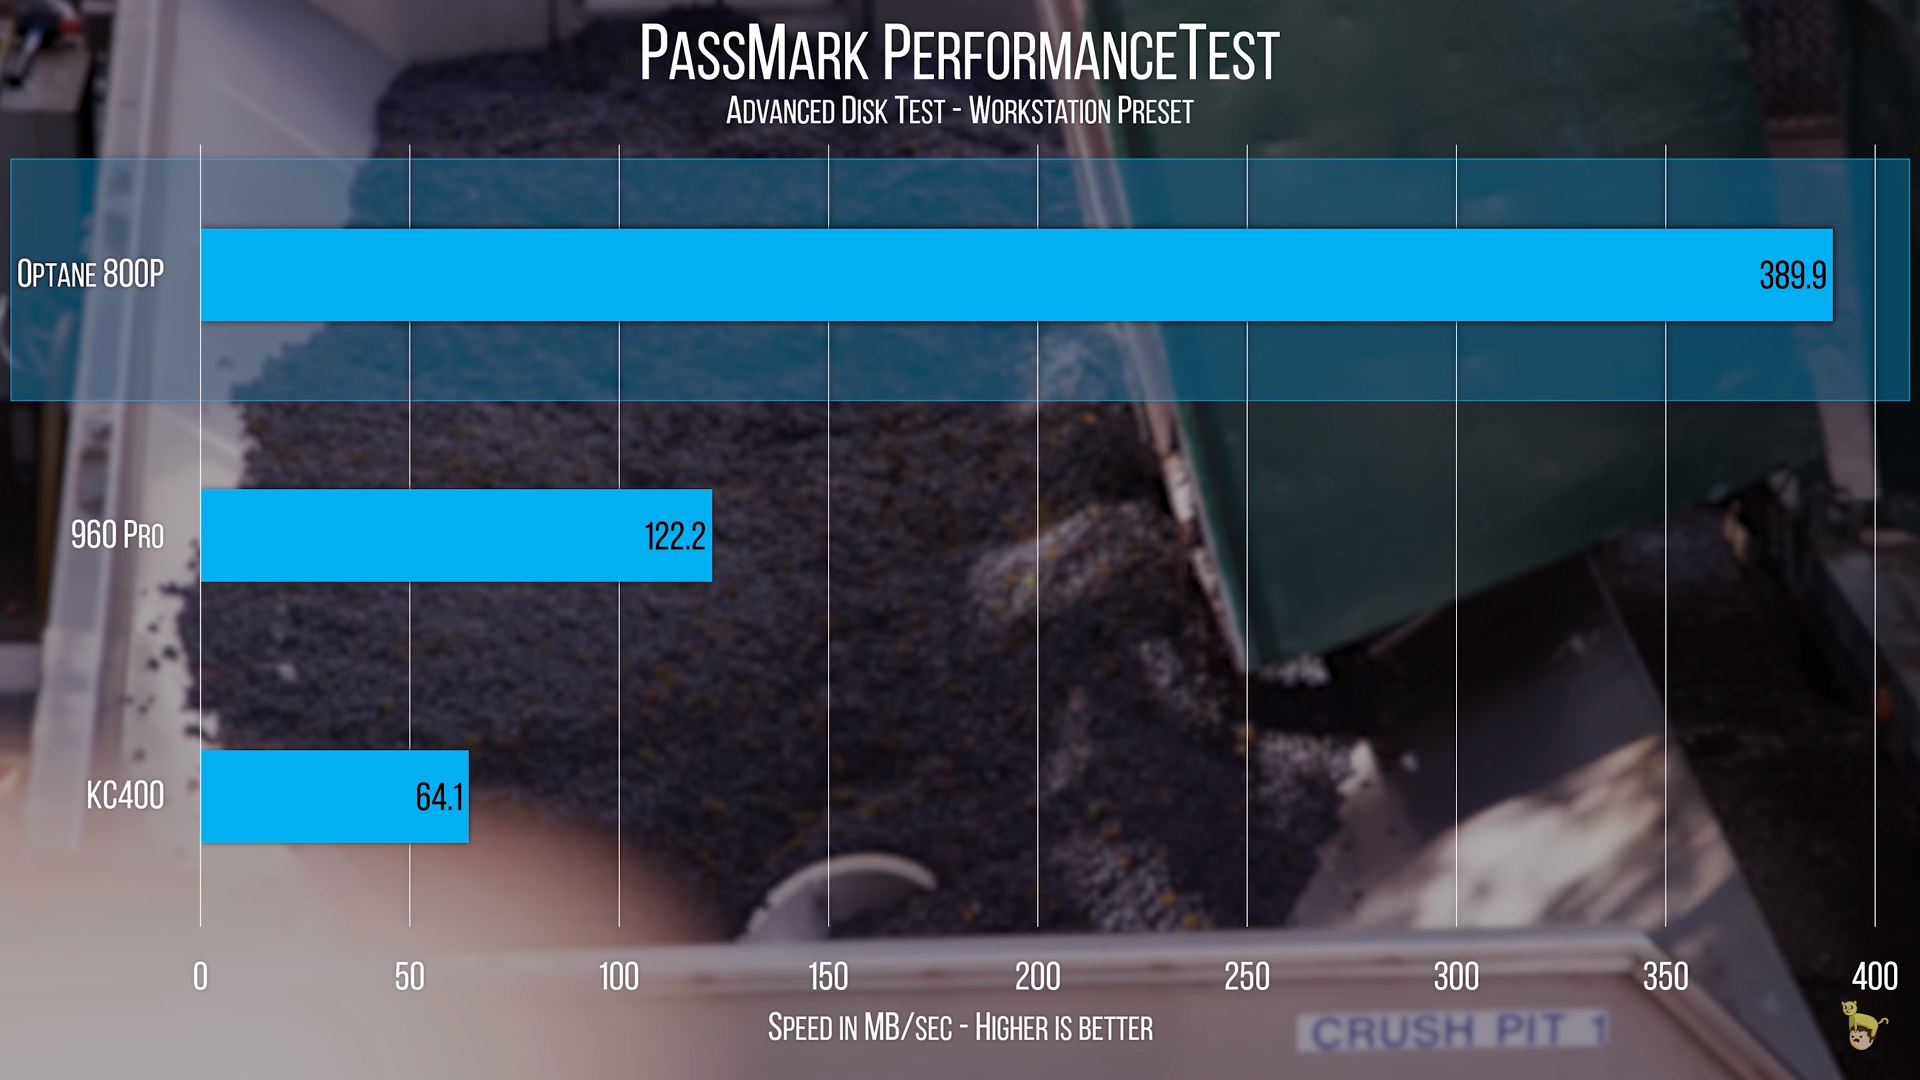 PassMark PerformanceTest
Advanced Disk Test - Workstation Preset
Optane 800P
389.9
960 Pro
122.2
KC400
64.1
0 50 100 150 200 250 300 350 400
Speed in MB/sec - Higher is better
CRUSH PIT 1